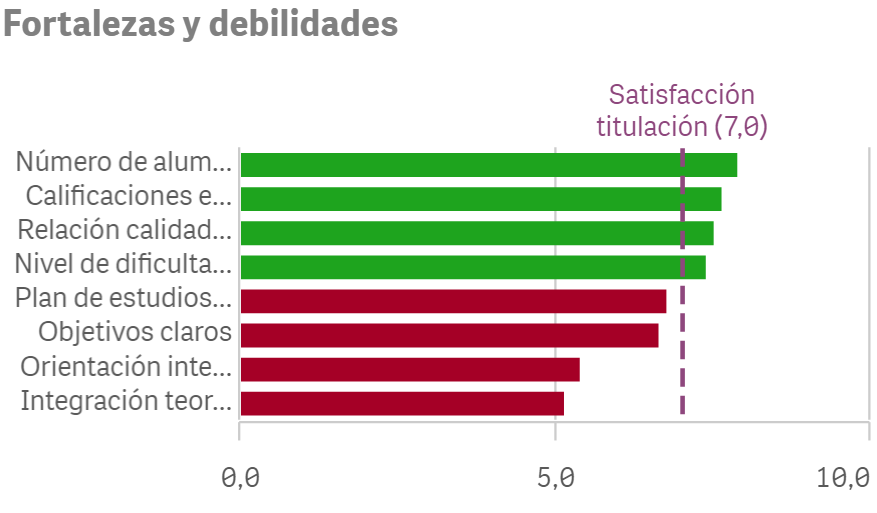 Fortalezas y debilidades
Satisfacción
titulación (7,0)
Número de alum...
Calificaciones e...
Relación calidad...
Nivel de dificulta...
Plan de estudios...
Objetivos claros
Orientación inte...
Integración teor...
0,0 5,0 10,0